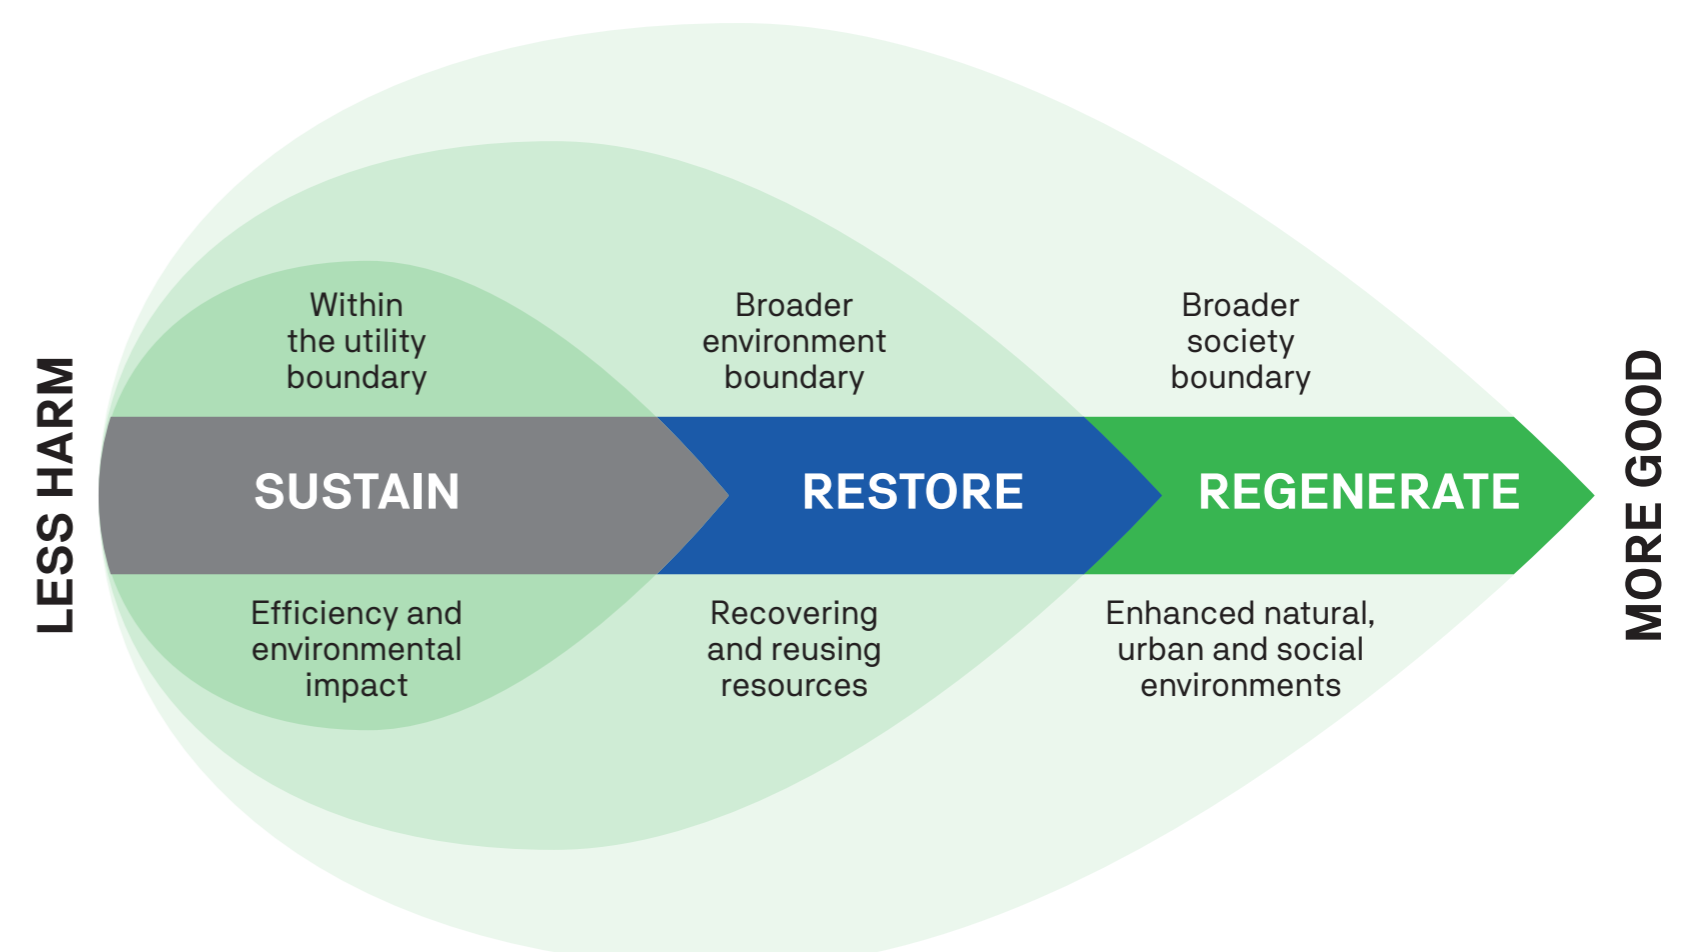 LESS HARM
Within
the utility
boundary
SUSTAIN
Efficiency and
environmental
impact
Broader
environment
boundary
RESTORE
Recovering
and reusing
resources
Broader
society
boundary
REGENERATE
Enhanced natural,
urban and social
environments
MORE GOOD